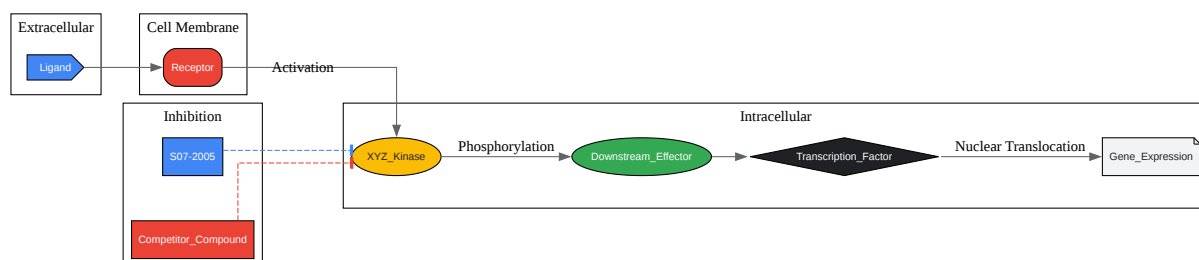 Extracellular
Cell Membrane
Ligand
Receptor
Activation
Inhibition
Intracellular
S07-2005
XYZ_Kinase
Phosphorylation
Downstream_Effector
Transcription_Factor
Nuclear Translocation
Gene_Expression
Competitor_Compound